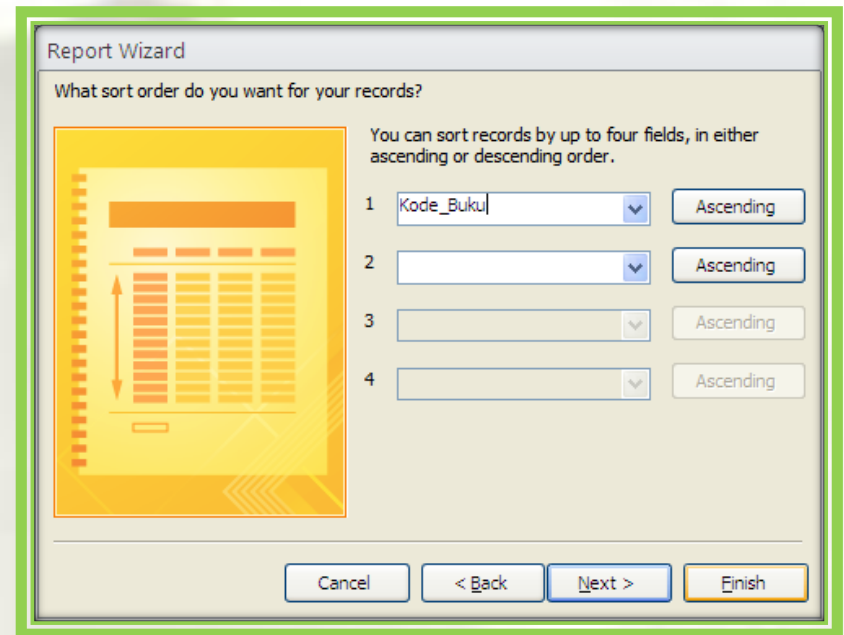 Report Wizard
What sort order do you want for your records?
You can sort records by up to four fields, in either
ascending or descending order.
1 Kode_Buku Ascending
2 Ascending
3 Ascending
4 Ascending
Cancel < Back Next > Finish